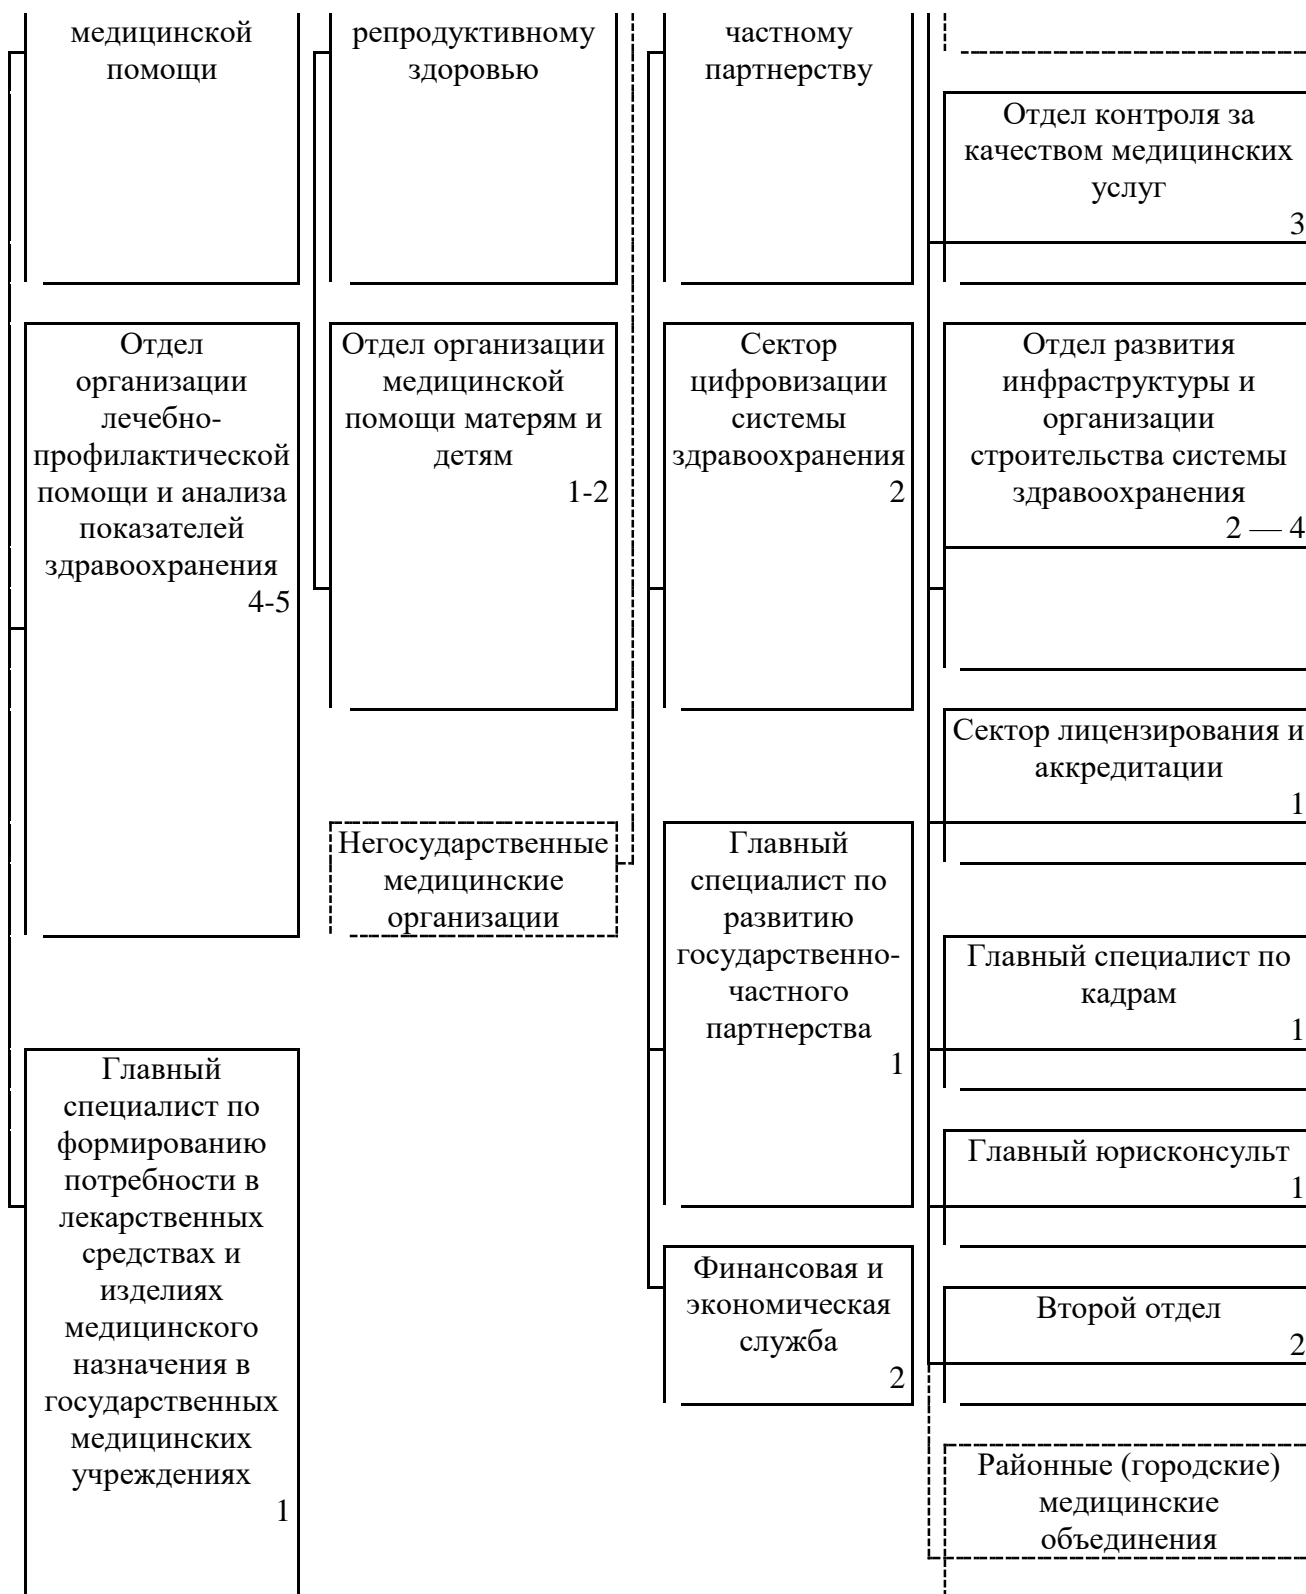 медицинской
помощи
репродуктивному
здоровью
частному
партнерству
Отдел контроля за
качеством медицинских
услуг
3
Отдел
организации
лечебно-
профилактической
помощи и анализа
показателей
здравоохранения
4-5
Отдел организации
медицинской
помощи матерям и
детям
1-2
Сектор
цифровизации
системы
здравоохранения
2
Отдел развития
инфраструктуры и
организации
строительства системы
здравоохранения
2 — 4
Сектор лицензирования и
аккредитации
1
Негосударственные
медицинские
организации
Главный
специалист по
развитию
государственно-
частного
партнерства
1
Главный специалист по
кадрам
1
Главный
специалист по
формированию
потребности в
лекарственных
средствах и
изделиях
медицинского
назначения в
государственных
медицинских
учреждениях
1
Главный юрисконсульт
1
Финансовая и
экономическая
служба
2
Второй отдел
2
Районные (городские)
медицинские
объединения